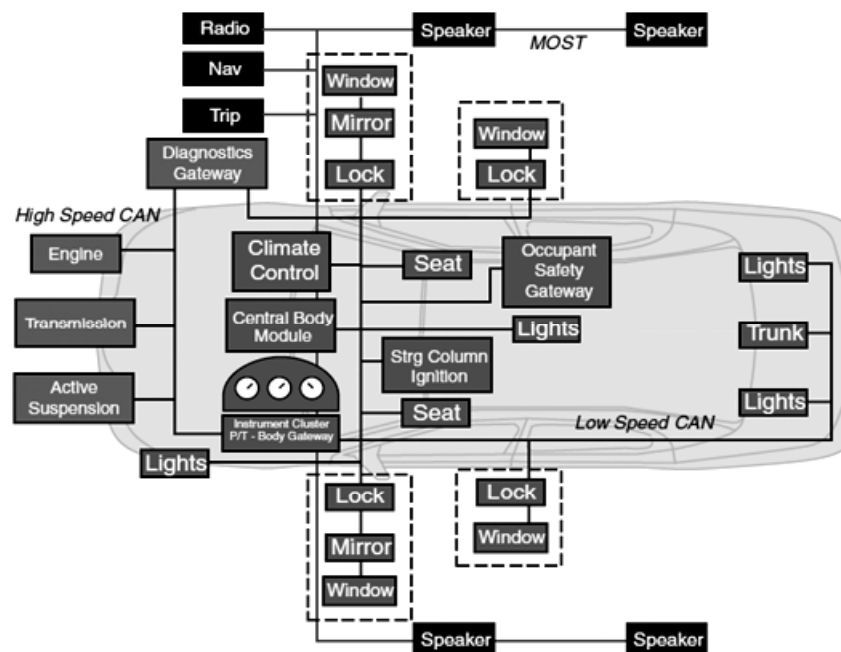 Radio
Speaker
MOST
Speaker
Nav
Window
Trip
Mirror
Window
Diagnostics
Gateway
Lock
Lock
High Speed CAN
Engine
Climate
Control
Seat
Occupant
Safety
Gateway
Lights
Transmission
Central Body
Module
Lights
Trunk
Strg Column
Ignition
Active
Suspension
Seat
Lights
Instrument Cluster
P/T - Body Gateway
Low Speed CAN
Lights
Lock
Lock
Mirror
Window
Window
Speaker
Speaker